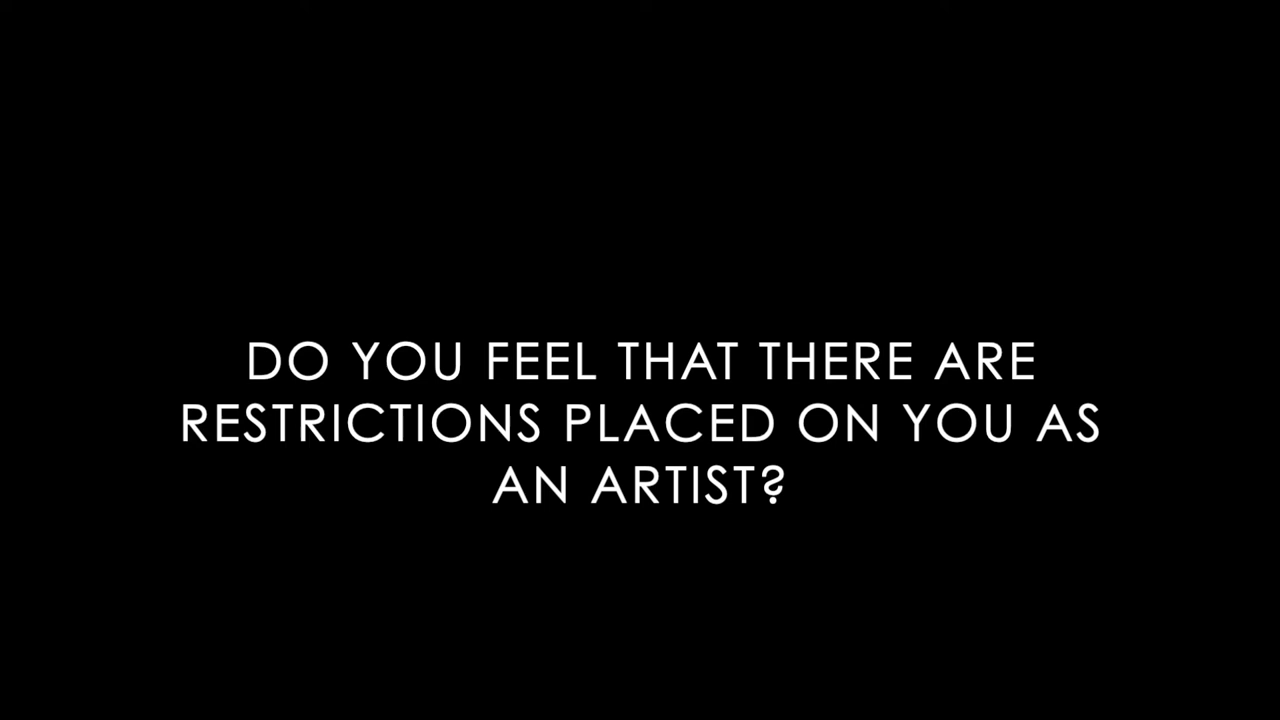 DO YOU FEEL THAT THERE ARE
RESTRICTIONS PLACED ON YOU AS
AN ARTIST?